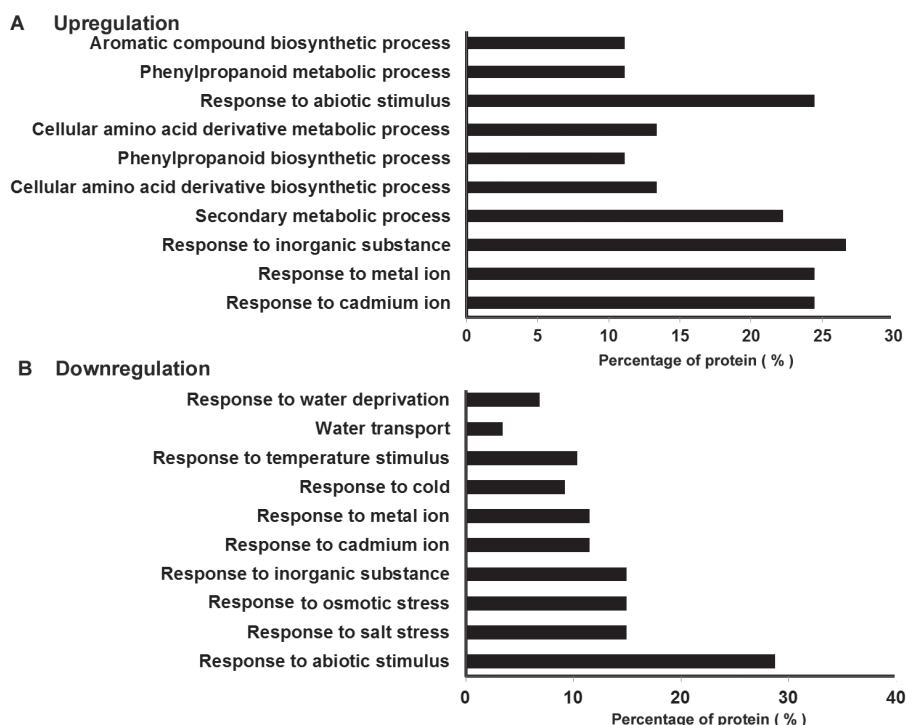 A Upregulation
Aromatic compound biosynthetic process
Phenylpropanoid metabolic process
Response to abiotic stimulus
Cellular amino acid derivative metabolic process
Phenylpropanoid biosynthetic process
Cellular amino acid derivative biosynthetic process
Secondary metabolic process
Response to inorganic substance
Response to metal ion
Response to cadmium ion
0 5 10 15 20 25 30
Percentage of protein ( % )
B Downregulation
Response to water deprivation
Water transport
Response to temperature stimulus
Response to cold
Response to metal ion
Response to cadmium ion
Response to inorganic substance
Response to osmotic stress
Response to salt stress
Response to abiotic stimulus
0 10 20 30 40
Percentage of protein ( % )